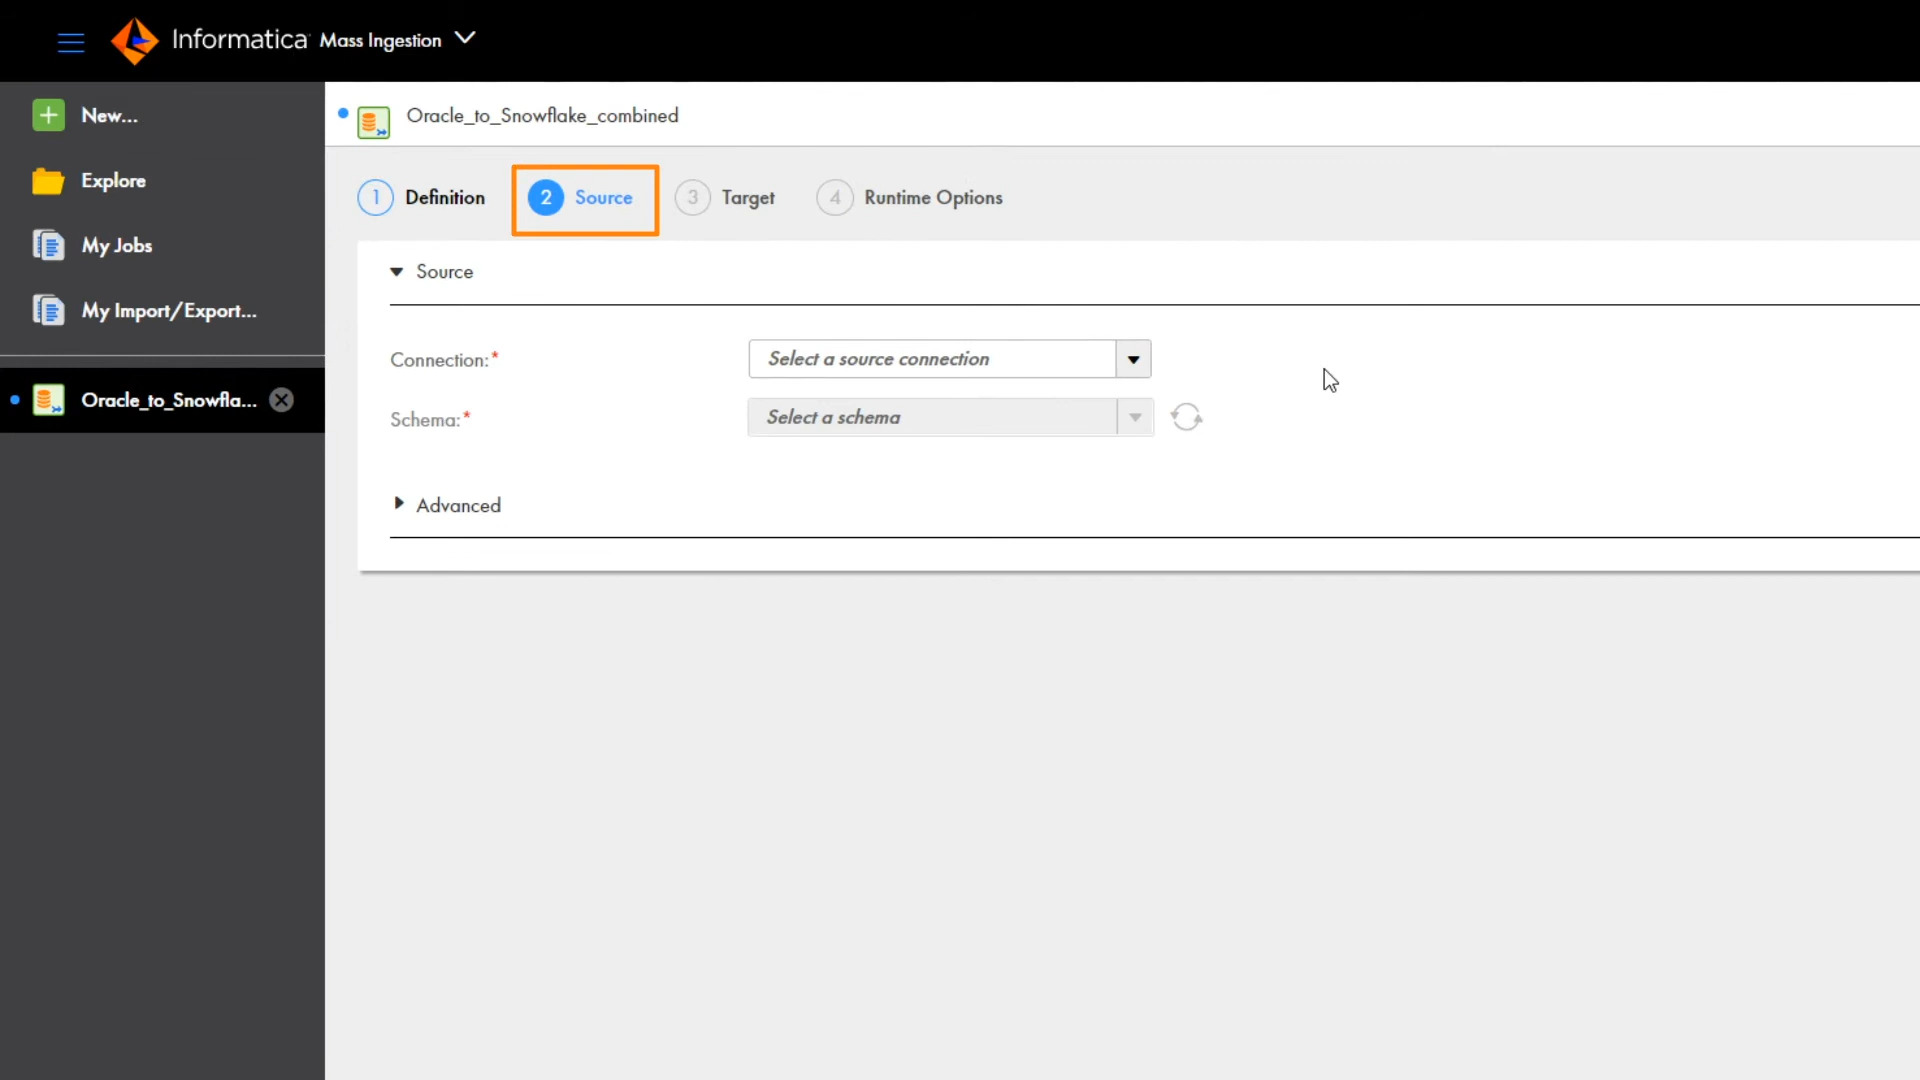 Informatica Mass Ingestion
New...
Explore
My Jobs
My Import/Export...
Oracle_to_Snowfla...
Oracle_to_Snowflake_combined
1 Definition 2 Source 3 Target 4 Runtime Options
Source
Connection:* Select a source connection
Schema:* Select a schema
Advanced